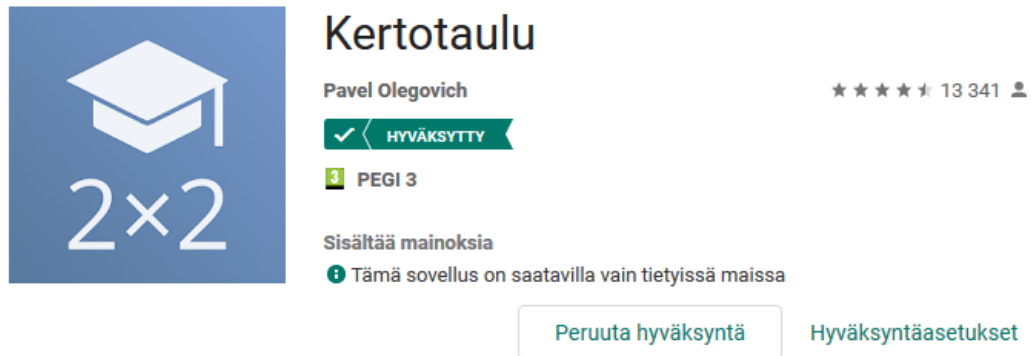 Kertotaulu
Pavel Olegovich
13 341
HYVÄKSYTTY
3 PEGI 3
2×2
Sisältää mainoksia
Tämä sovellus on saatavilla vain tietyissä maissa
Peruuta hyväksyntä
Hyväksyntäasetukset